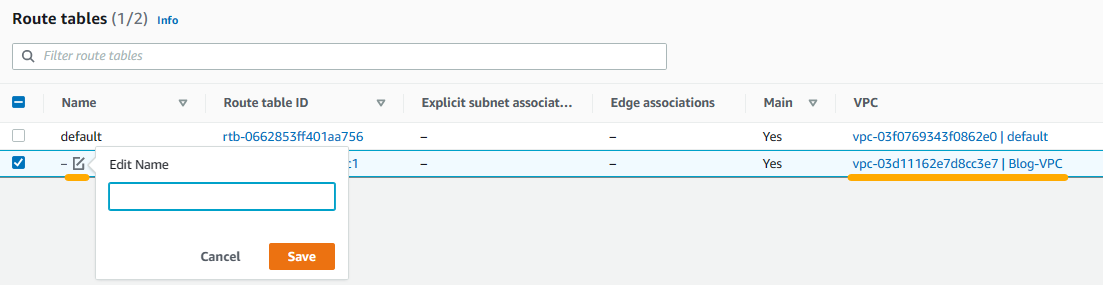 Route tables (1/2) Info
Filter route tables
Name Route table ID Explicit subnet associat... Edge associations Main VPC
default rtb-0662853ff401aa756 – – Yes vpc-03f0769343f0862e0 | default
– c1 – – Yes vpc-03d11162e7d8cc3e7 | Blog-VPC
Edit Name
Cancel Save